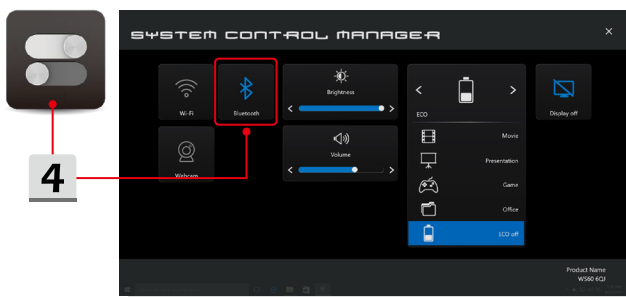 SYSTEM CONTROL MANAGER
Wi-Fi
Bluetooth
Brightness
ECO
Display off
Webcam
Volume
Movie
Presentation
Game
Office
ECO off
4
Product Name
WS60 6QJ